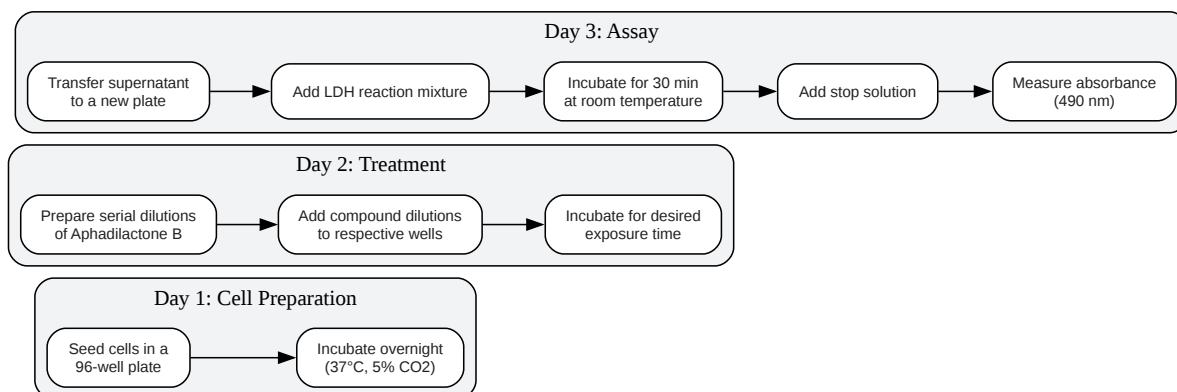 Day 3: Assay
Transfer supernatant
to a new plate
Add LDH reaction mixture
Incubate for 30 min
at room temperature
Add stop solution
Measure absorbance
(490 nm)
Day 2: Treatment
Prepare serial dilutions
of Aphadilactone B
Add compound dilutions
to respective wells
Incubate for desired
exposure time
Day 1: Cell Preparation
Seed cells in a
96-well plate
Incubate overnight
(37°C, 5% CO2)